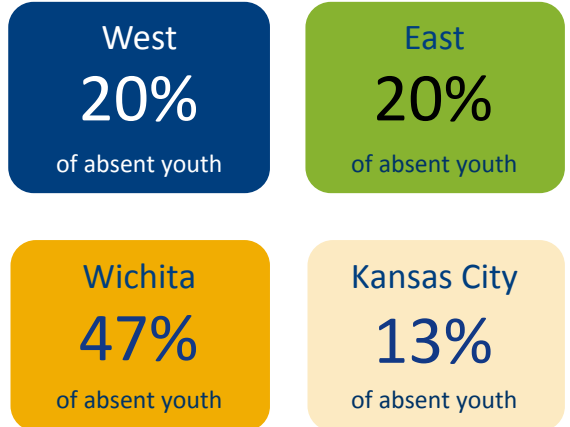 West
20%
of absent youth
East
20%
of absent youth
Wichita
47%
of absent youth
Kansas City
13%
of absent youth